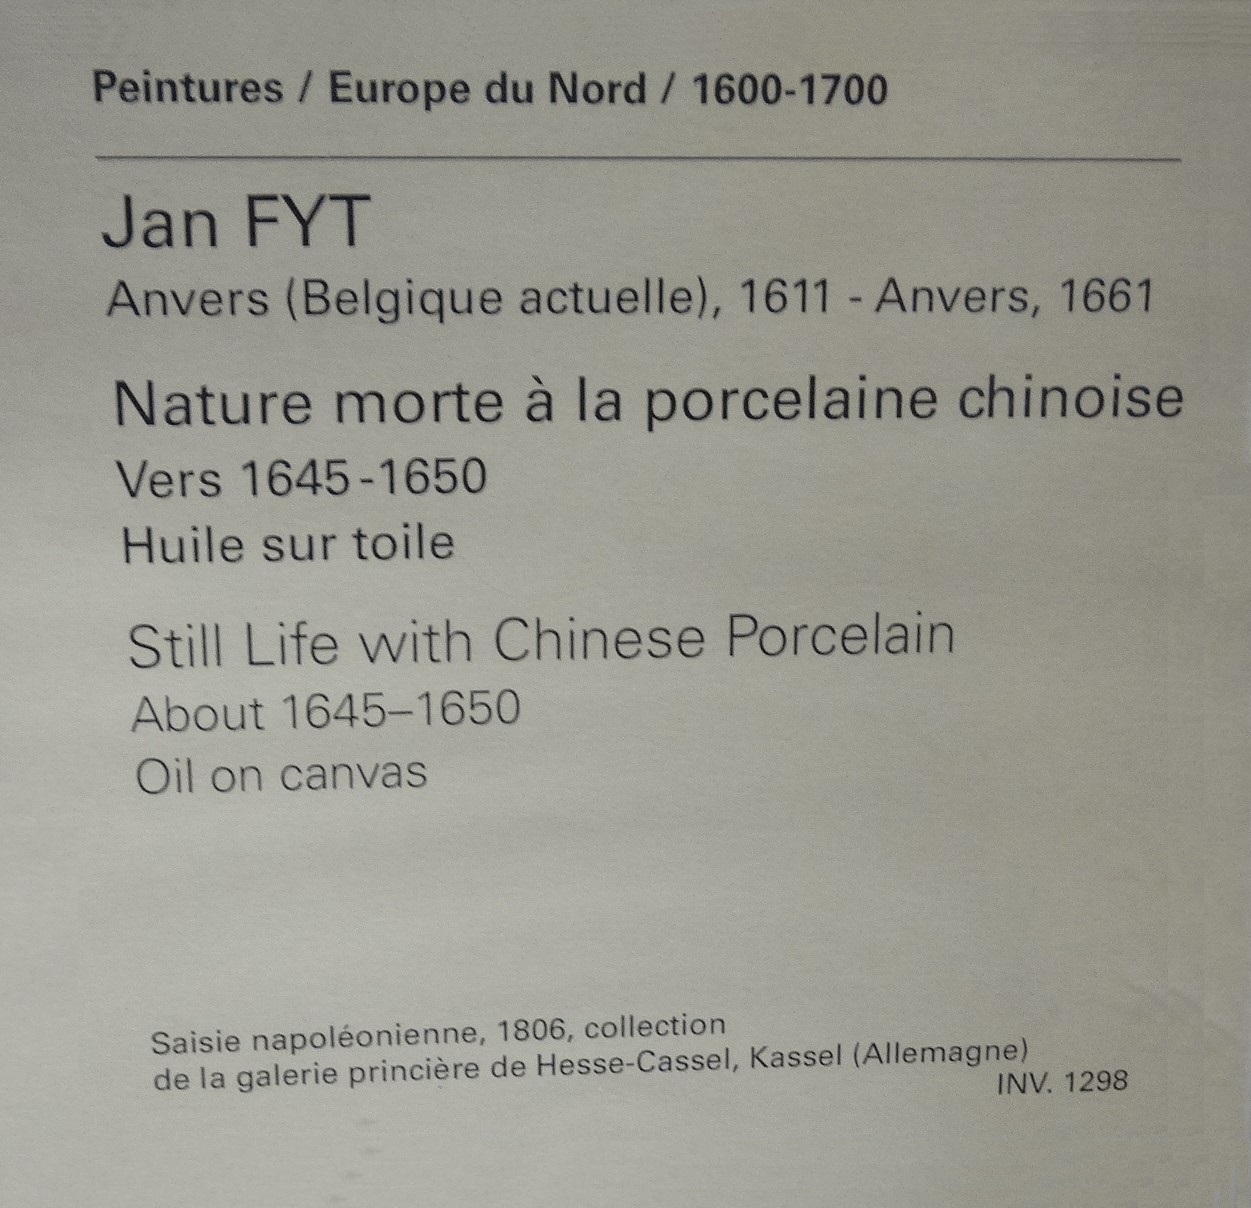 Peintures / Europe du Nord / 1600-1700
Jan FYT
Anvers (Belgique actuelle), 1611 - Anvers, 1661
Nature morte à la porcelaine chinoise
Vers 1645-1650
Huile sur toile
Still Life with Chinese Porcelain
About 1645–1650
Oil on canvas
Saisie napoléonienne, 1806, collection
de la galerie princière de Hesse-Cassel, Kassel (Allemagne)
INV. 1298